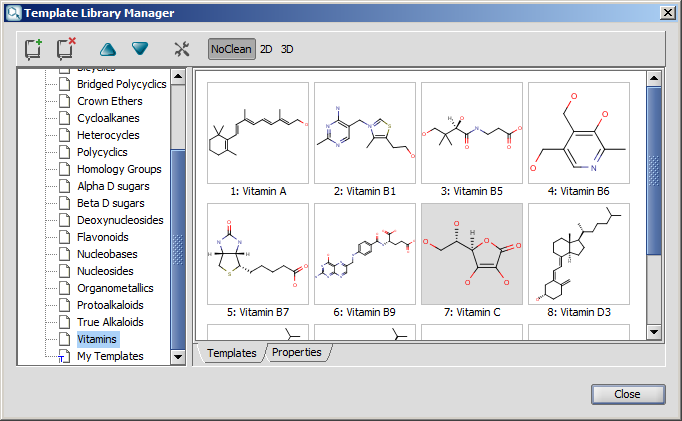 Template Library Manager
NoClean 2D 3D
Bicyclics
Bridged Polycyclics
Crown Ethers
Cycloalkanes
Heterocycles
Polycyclics
Homology Groups
Alpha D sugars
Beta D sugars
Deoxynucleosides
Flavonoids
Nucleobases
Nucleosides
Organometallics
Protoalkaloids
True Alkaloids
Vitamins
My Templates
1: Vitamin A
2: Vitamin B1
3: Vitamin B5
4: Vitamin B6
5: Vitamin B7
6: Vitamin B9
7: Vitamin C
8: Vitamin D3
Templates
Properties
Close